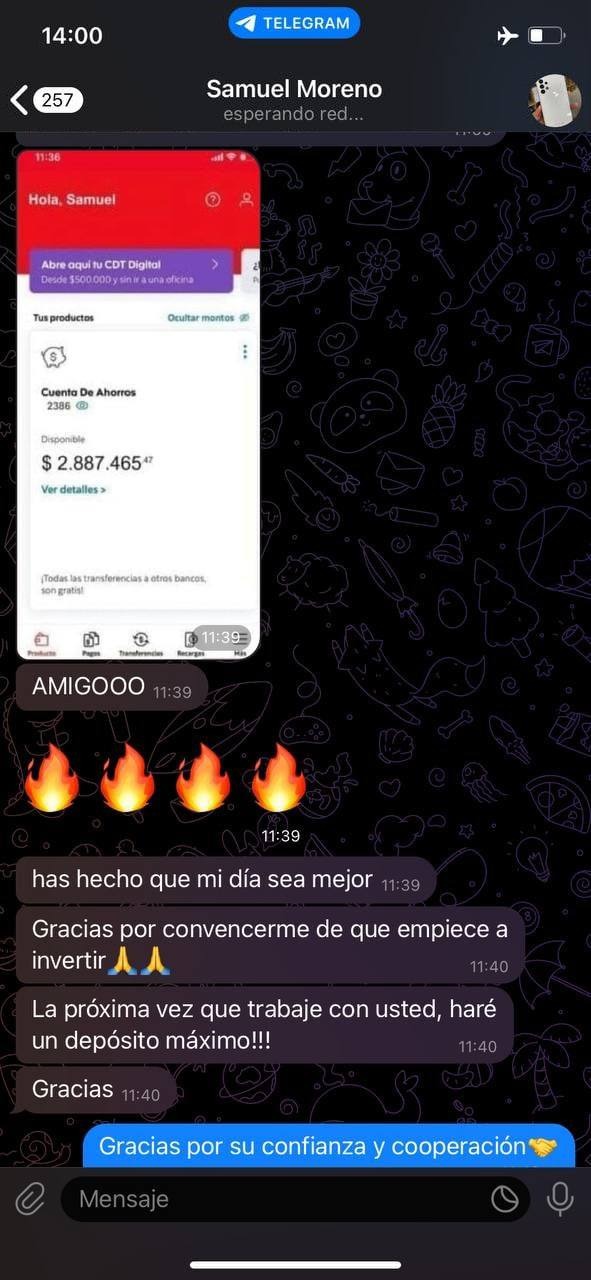 14:00
TELEGRAM
257
Samuel Moreno
esperando red...
11:36
Hola, Samuel
Abre aquí tu CDT Digital
Desde $500.000 y sin ir a una oficina
Tus productos
Ocultar montos
Cuenta De Ahorros
2386
Disponible
$ 2.887.465⁴⁷
Ver detalles >
¡Todas las transferencias a otros bancos,
son gratis!
Producto
Pagos
Transferencias
Recargas
Más
11:39
AMIGOOO 11:39
🔥🔥🔥🔥
11:39
has hecho que mi día sea mejor 11:39
Gracias por convencerme de que empiece a
invertir🙏🙏 11:40
La próxima vez que trabaje con usted, haré
un depósito máximo!!! 11:40
Gracias 11:40
Gracias por su confianza y cooperación🤝
Mensaje